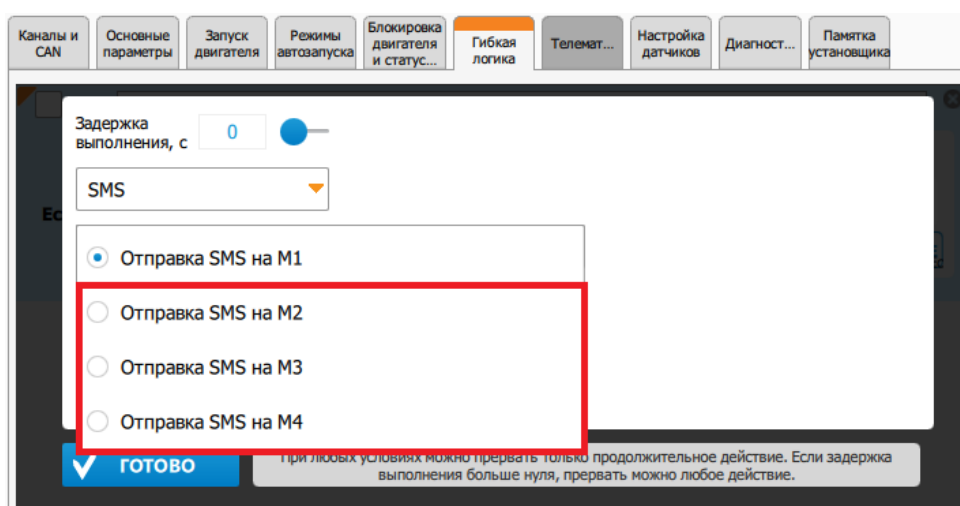 Каналы и
CAN
Основные
параметры
Запуск
двигателя
Режимы
автозапуска
Блокировка
двигателя
и статус...
Гибкая
логика
Телемат...
Настройка
датчиков
Диагност...
Памятка
установщика
Задержка
выполнения, с
0
SMS
Ес
Отправка SMS на M1
Отправка SMS на M2
Отправка SMS на M3
Отправка SMS на M4
ГОТОВО
При любых условиях можно прервать только продолжительное действие. Если задержка
выполнения больше нуля, прервать можно любое действие.